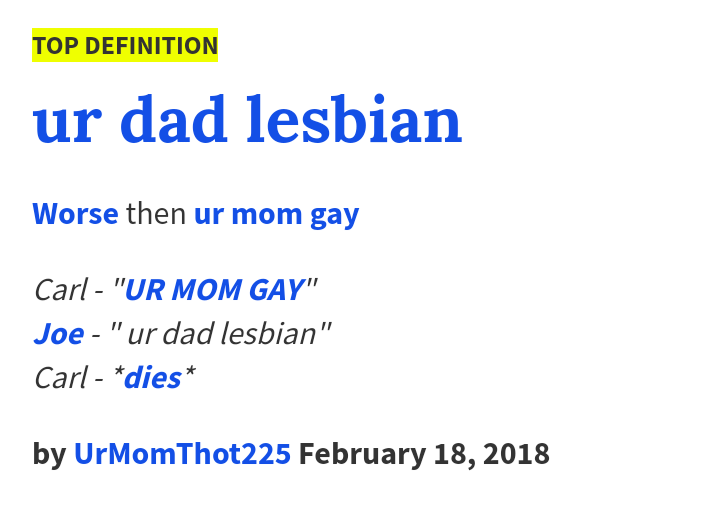 TOP DEFINITION
ur dad lesbian
Worse then ur mom gay
Carl - "UR MOM GAY"
Joe - " ur dad lesbian"
Carl - *dies*
by UrMomThot225 February 18, 2018